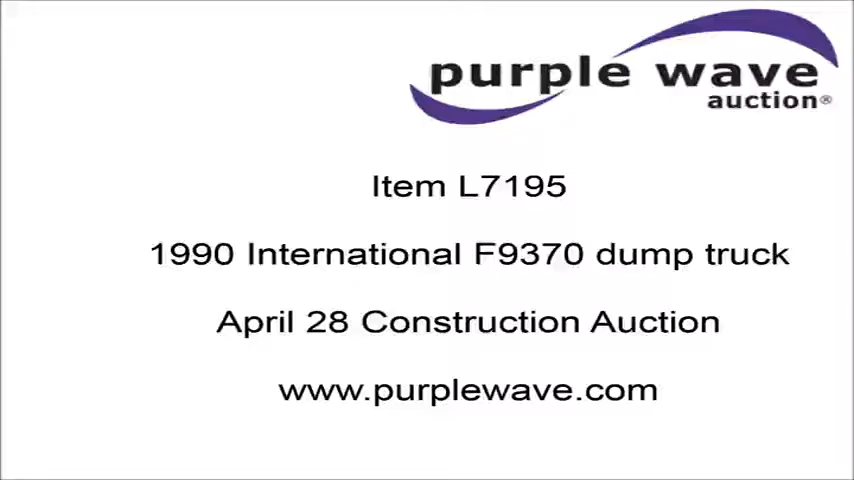 purple wave
auction®
Item L7195
1990 International F9370 dump truck
April 28 Construction Auction
www.purplewave.com